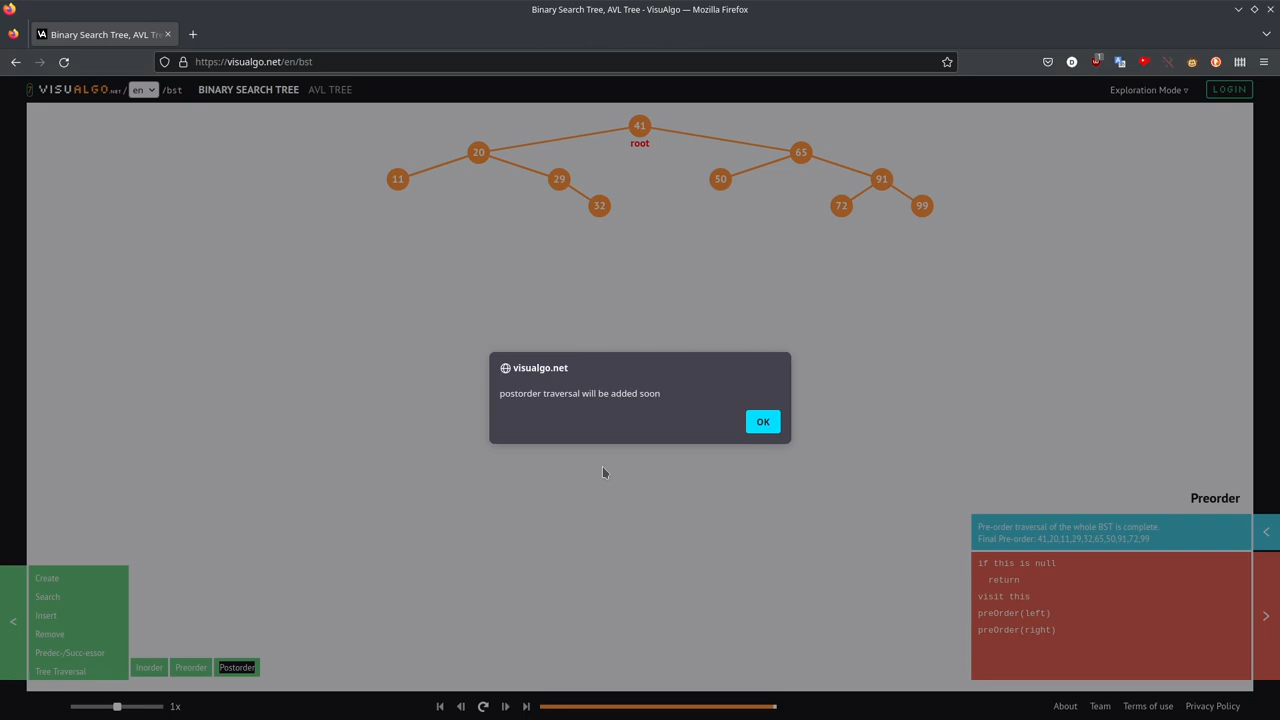 Binary Search Tree, AVL Tree - VisuAlgo — Mozilla Firefox
Binary Search Tree, AVL Tre
https://visualgo.net/en/bst
1
7 VISUALGO.NET / en /bst BINARY SEARCH TREE AVL TREE Exploration Mode ▿ LOGIN
41
root
20 65
11 29 50 91
32 72 99
visualgo.net
postorder traversal will be added soon
OK
Preorder
Pre-order traversal of the whole BST is complete.
Final Pre-order: 41,20,11,29,32,65,50,91,72,99
<
if this is null
return
visit this
preOrder(left)
preOrder(right)
>
<
Create
Search
Insert
Remove
Predec-/Succ-essor
Tree Traversal
Inorder Preorder Postorder
1x
About Team Terms of use Privacy Policy